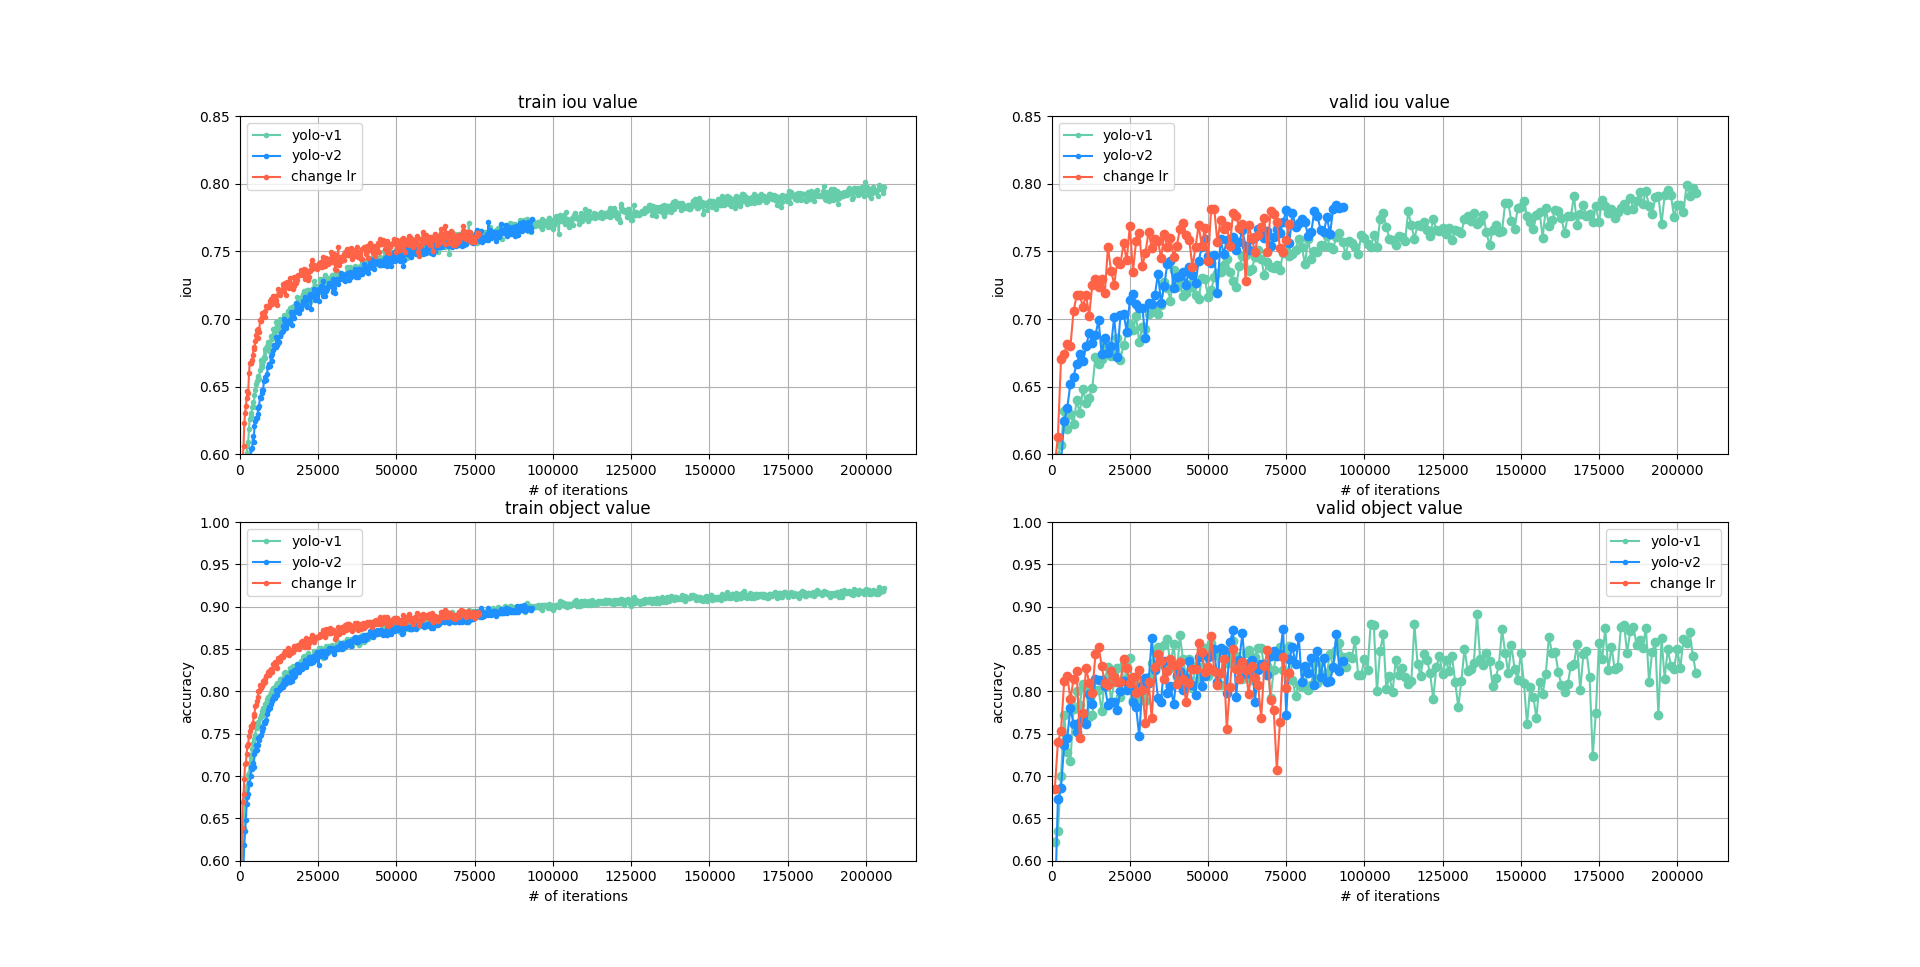 train iou value
0.85
0.80
0.75
0.70
0.65
0.60
iou
yolo-v1
yolo-v2
change lr
0 25000 50000 75000 100000 125000 150000 175000 200000
# of iterations
valid iou value
0.85
0.80
0.75
0.70
0.65
0.60
iou
yolo-v1
yolo-v2
change lr
0 25000 50000 75000 100000 125000 150000 175000 200000
# of iterations
train object value
1.00
0.95
0.90
0.85
0.80
0.75
0.70
0.65
0.60
accuracy
yolo-v1
yolo-v2
change lr
0 25000 50000 75000 100000 125000 150000 175000 200000
# of iterations
valid object value
1.00
0.95
0.90
0.85
0.80
0.75
0.70
0.65
0.60
accuracy
yolo-v1
yolo-v2
change lr
0 25000 50000 75000 100000 125000 150000 175000 200000
# of iterations